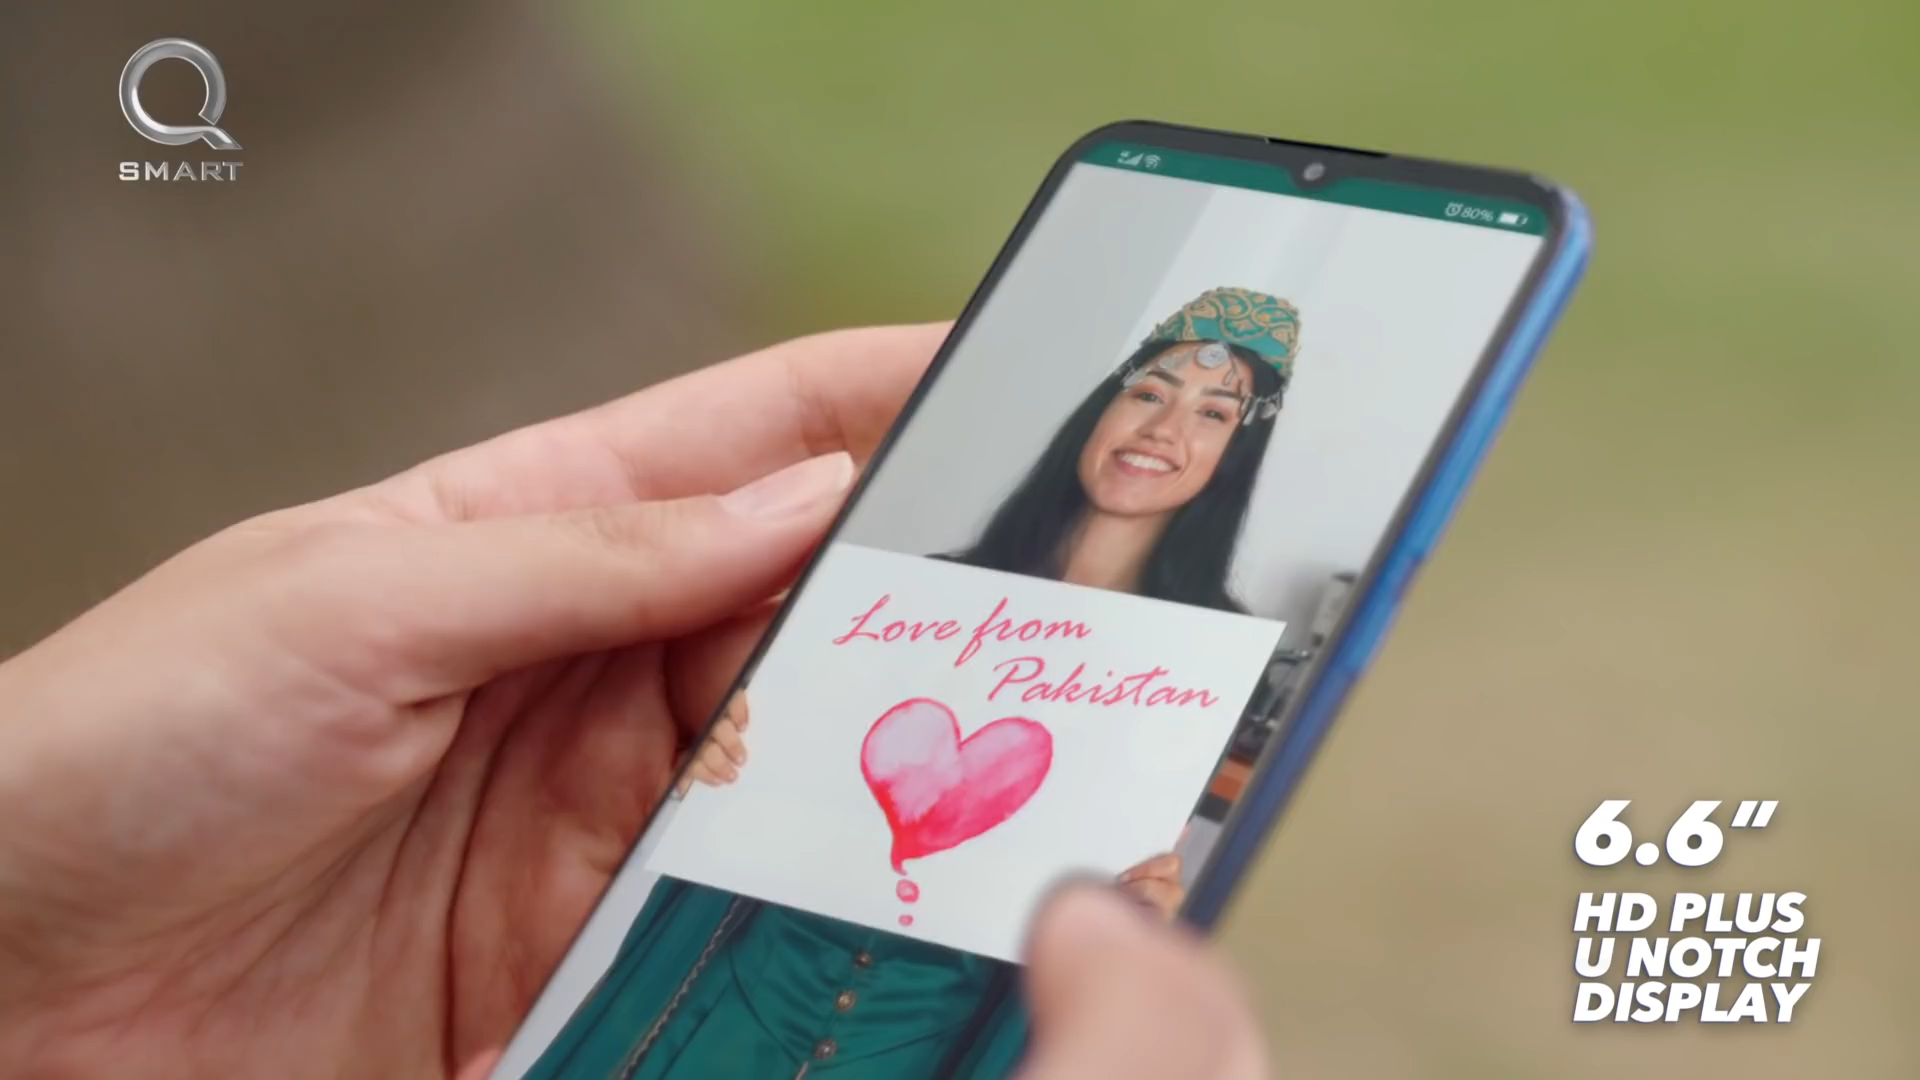 Q
SMART
80%
Love from
Pakistan
6.6"
HD PLUS
U NOTCH
DISPLAY